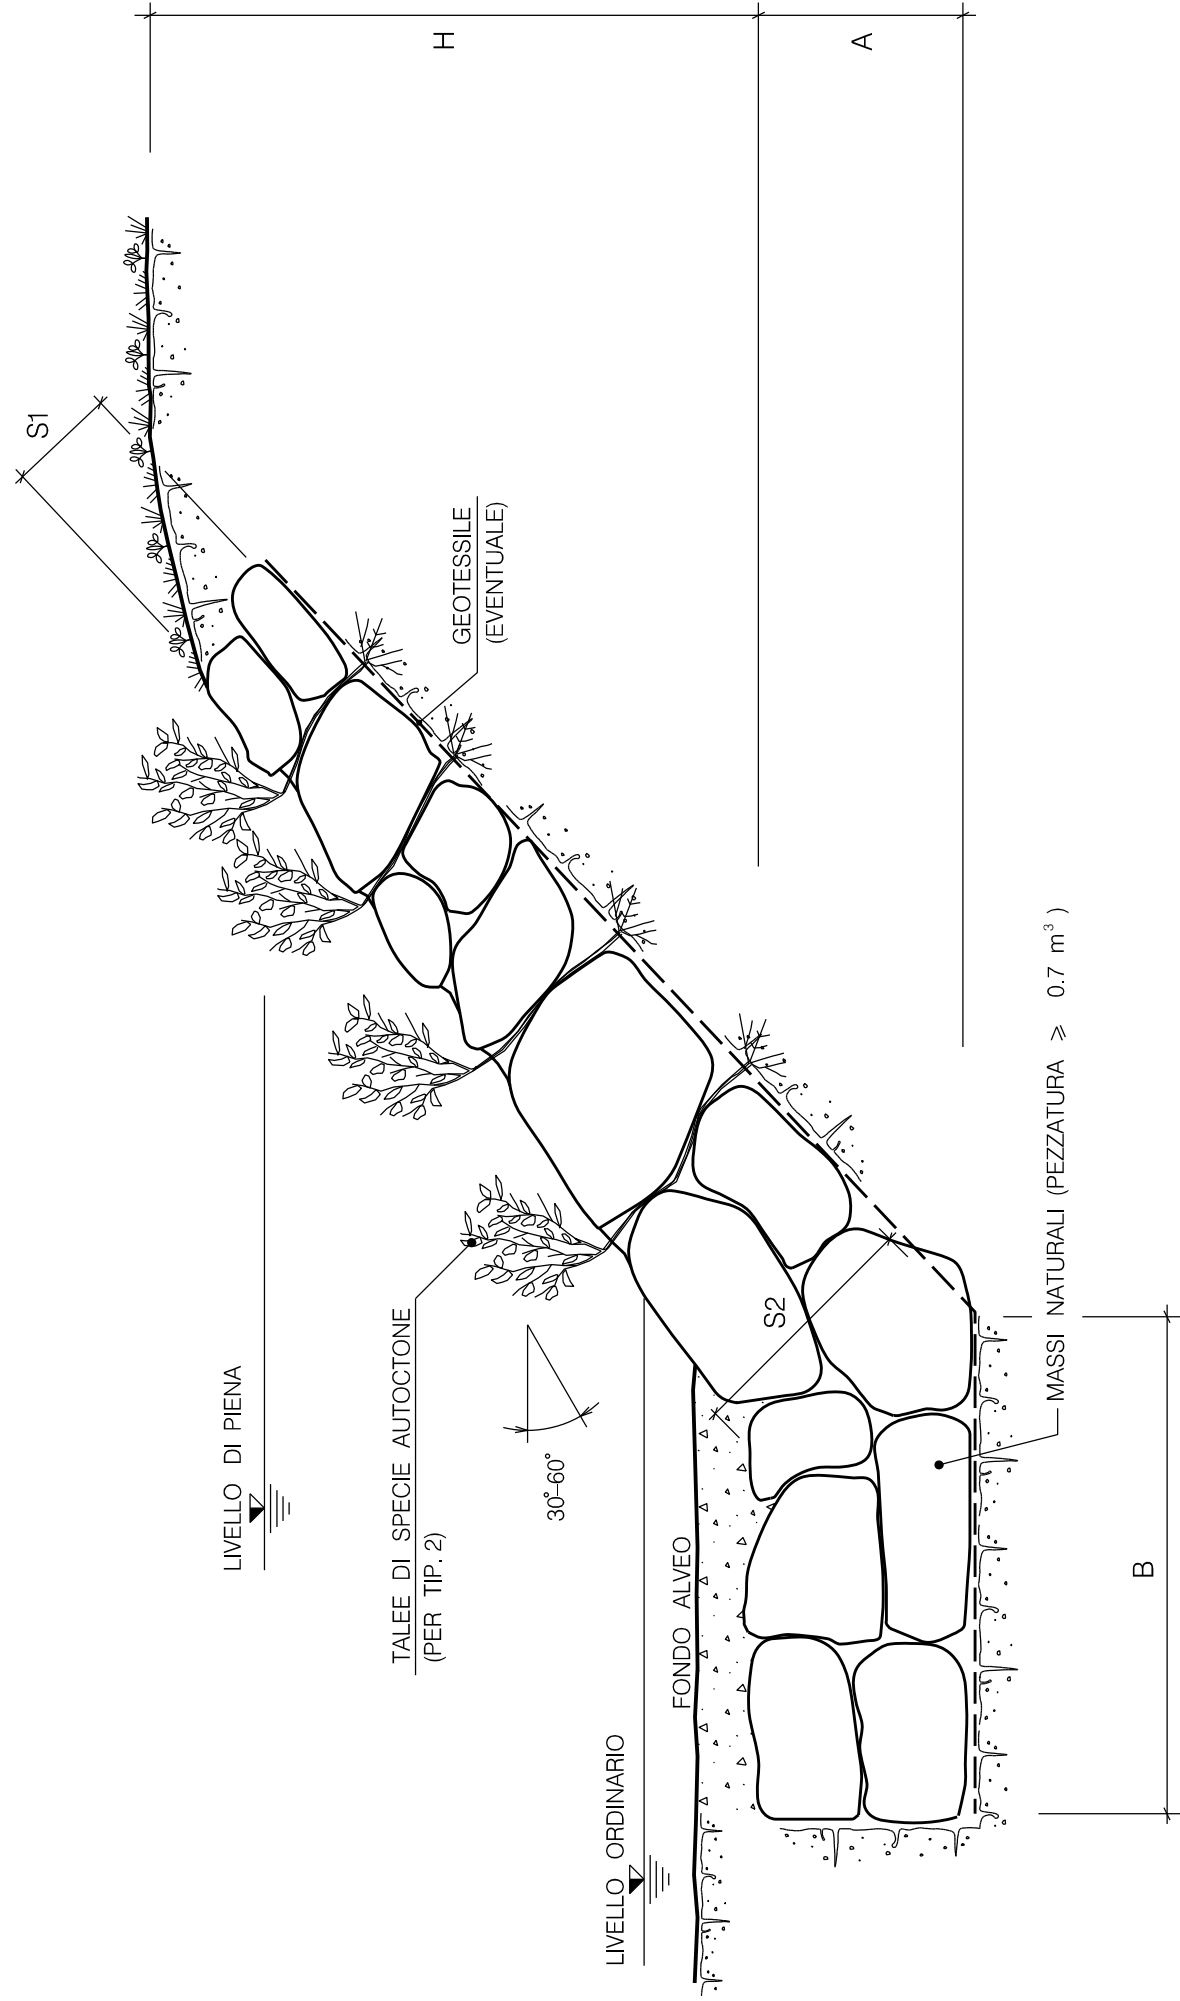 S1
H
A
GEOTESSILE
(EVENTUALE)
LIVELLO DI PIENA
TALEE DI SPECIE AUTOCTONE
(PER TIP. 2)
30°-60°
S2
MASSI NATURALI (PEZZATURA ⩾ 0.7 m³ )
FONDO ALVEO
LIVELLO ORDINARIO
B